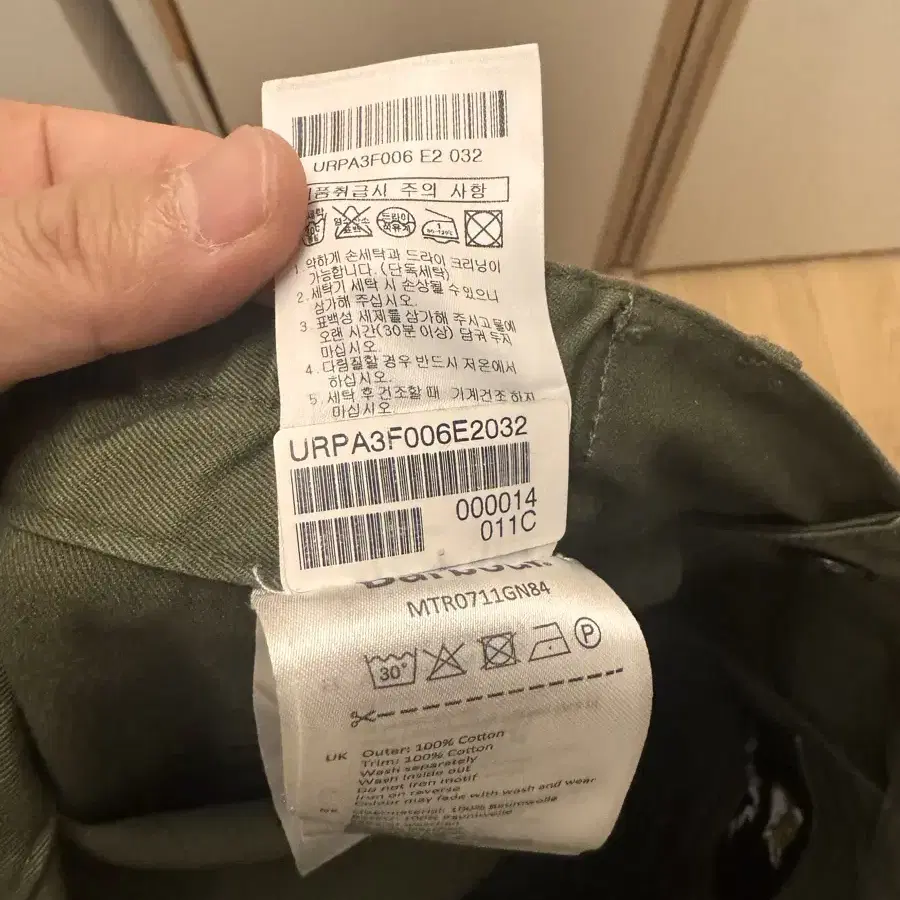 URPA3F006 E2 032
품취급시 주의 사항
드라이
1. 약하게 손세탁과 드라이 크리닝이
가능합니다. (단독세탁)
2. 세탁기 세탁 시 손상될 수 있으니
삼가해 주십시오.
3. 표백성 세제를 삼가해 주시고 물에
오랜 시간(30분 이상) 담궈 두지
마십시오.
4. 다림질할 경우 반드시 저온에서
하십시오.
5. 세탁 후 건조할 때 기계건조 하지
마십시오
URPA3F006E2032
000014
011C
Barbour
MTR0711GN84
30° P
UK Outer: 100% Cotton
Trim: 100% Cotton
Wash separately
Wash inside out
Do not iron motif
Iron on reverse
Colour may fade with wash and wear
100% Baumwolle
100% Baumwolle